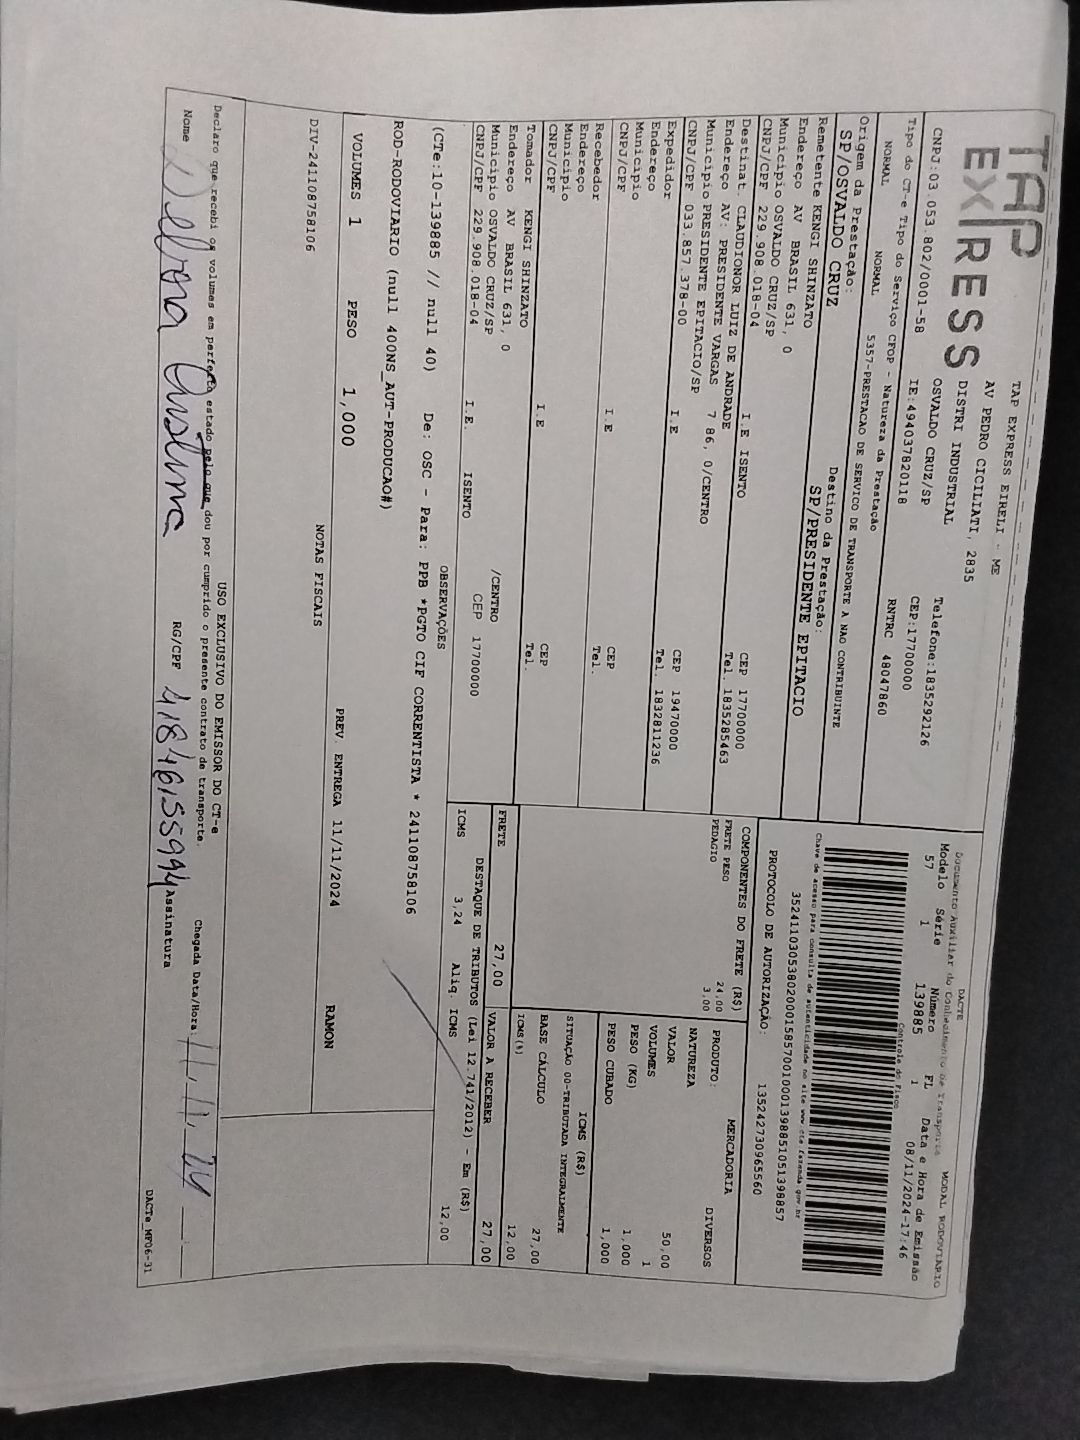 TAP
EXPRESS
TAP EXPRESS EIRELI - ME
AV PEDRO CICILIATI, 2835
DISTRI INDUSTRIAL
OSVALDO CRUZ/SP
Telefone:1835292126
CNPJ:03.053.802/0001-58
IE:494037820118
CEP:17700000
Tipo do CT-e Tipo do Serviço CFOP - Natureza da Prestação
RNTRC 48047860
NORMAL NORMAL 5357-PRESTACAO DE SERVICO DE TRANSPORTE A NAO CONTRIBUINTE
Origem da Prestação: Destino da Prestação:
SP/OSVALDO CRUZ SP/PRESIDENTE EPITACIO
DACTE
Documento Auxiliar do Conhecimento de Transporte MODAL RODOVIARIO
Modelo Série Número FL Data e Hora de Emissão
57 1 139885 1 08/11/2024-17:46
Controle do Fisco
Chave de acesso para consulta de autenticidade no site www.cte.fazenda.gov.br
35241103053802000158570010001398851051398857
PROTOCOLO DE AUTORIZAÇÃO: 135242730965560
Remetente KENGI SHINZATO
Endereço AV BRASIL 631, 0
Município OSVALDO CRUZ/SP CEP 17700000
CNPJ/CPF 229.908.018-04 I.E ISENTO Tel. 1835285463
Destinat. CLAUDIONOR LUIZ DE ANDRADE
Endereço AV: PRESIDENTE VARGAS 7 86, 0/CENTRO
Município PRESIDENTE EPITACIO/SP CEP 19470000
CNPJ/CPF 033.857.378-00 I.E Tel. 1832811236
Expedidor
Endereço
Município CEP
CNPJ/CPF I.E Tel.
Recebedor
Endereço
Município CEP
CNPJ/CPF I.E Tel.
Tomador KENGI SHINZATO
Endereço AV BRASIL 631, 0 /CENTRO
Município OSVALDO CRUZ/SP CEP 17700000
CNPJ/CPF 229.908.018-04 I.E. ISENTO
COMPONENTES DO FRETE (R$)
FRETE PESO 24,00
PEDAGIO 3,00
FRETE 27,00
PRODUTO: MERCADORIA
NATUREZA DIVERSOS
VALOR 50,00
VOLUMES 1
PESO (KG) 1,000
PESO CUBADO 1,000
ICMS (R$)
SITUAÇÃO 00-TRIBUTADA INTEGRALMENTE
BASE CÁLCULO 27,00
ICMS(%) 12,00
VALOR A RECEBER 27,00
DESTAQUE DE TRIBUTOS (Lei 12.741/2012) - Em (R$)
ICMS 3,24 Aliq. ICMS 12,00
OBSERVAÇÕES
(CTe:10-139885 // null 40) De: OSC - Para: PPB *PGTO CIF CORRENTISTA * 241108758106
ROD-RODOVIARIO (null 400NS_AUT-PRODUCAO#)
VOLUMES 1 PESO 1,000 PREV. ENTREGA 11/11/2024 RAMON
NOTAS FISCAIS
DIV-241108758106
USO EXCLUSIVO DO EMISSOR DO CT-e
Declaro que recebi os volumes em perfeito estado pelo que dou por cumprido o presente contrato de transporte.
Chegada Data/Hora: 11.11.24
Nome Debora RG/CPF 41846155994 Assinatura
DACTe_MF06-31